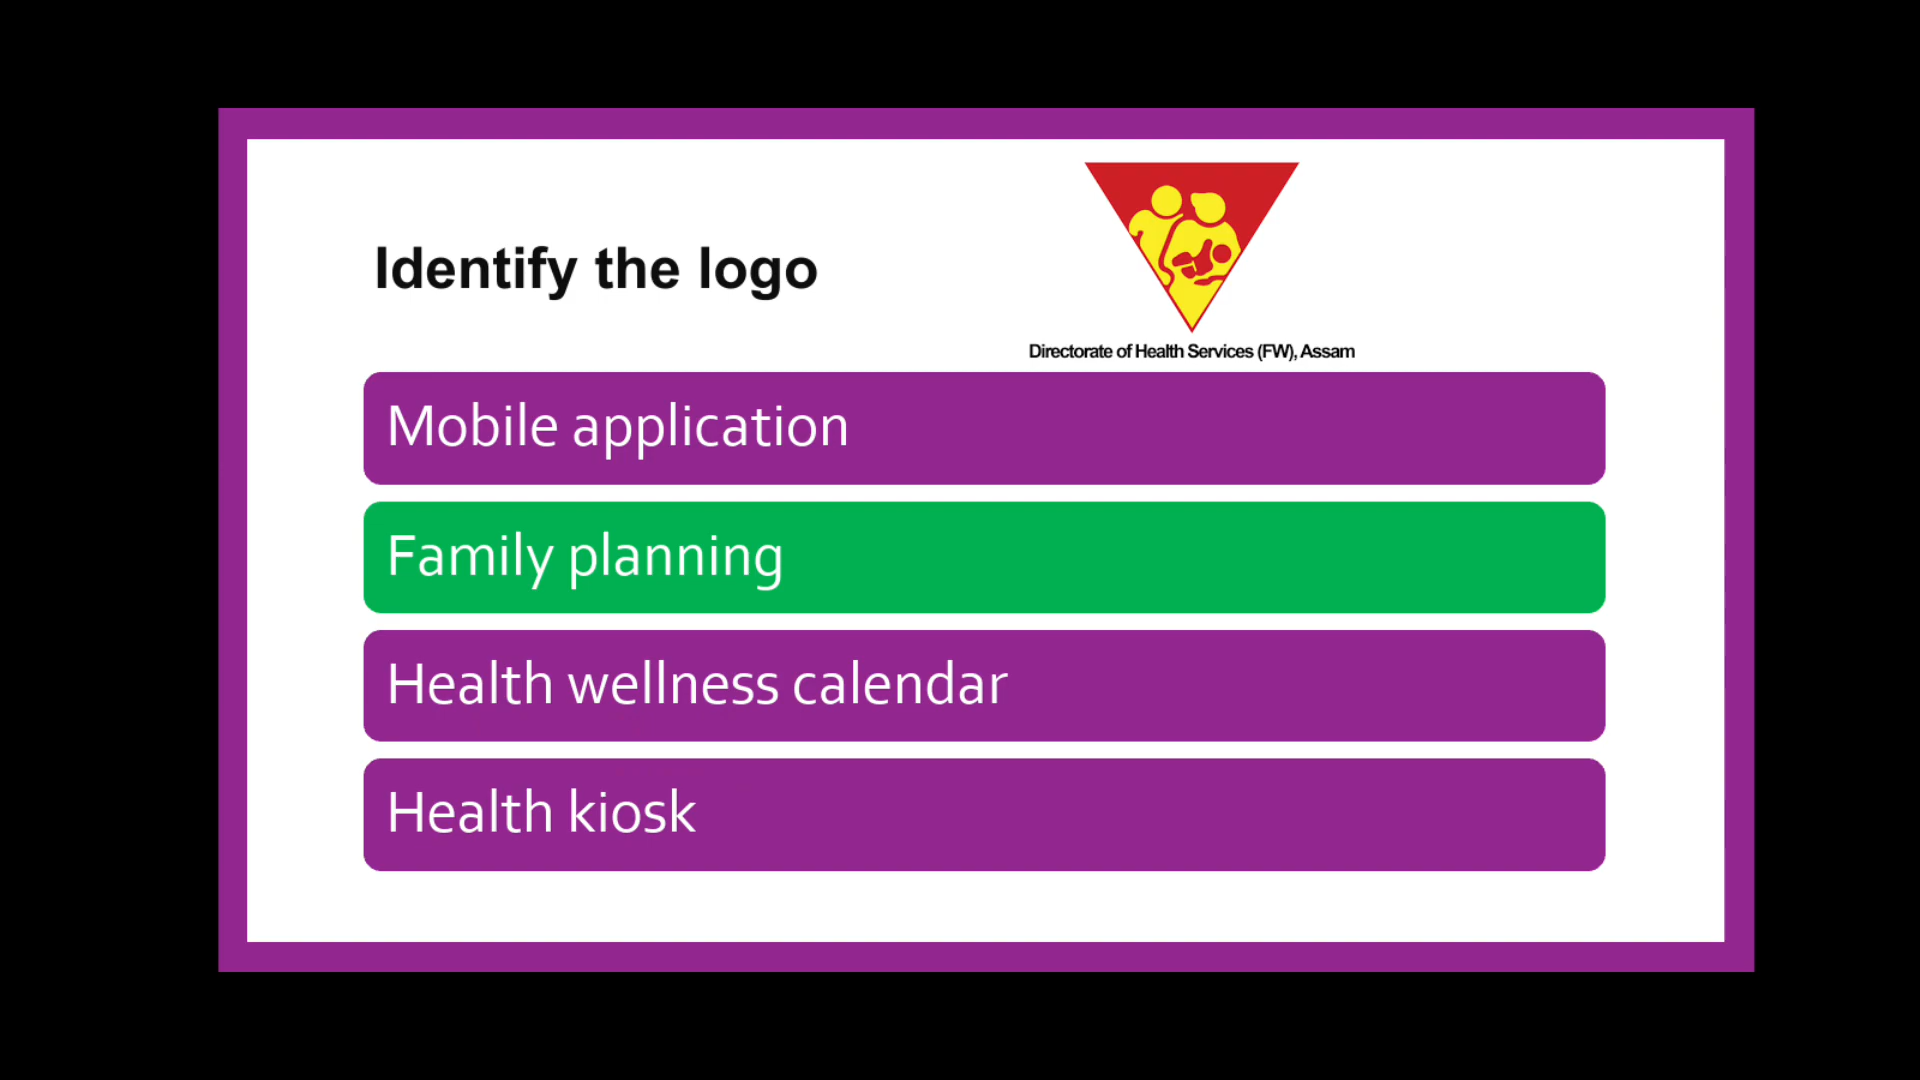 Identify the logo
Directorate of Health Services (FW), Assam
Mobile application
Family planning
Health wellness calendar
Health kiosk